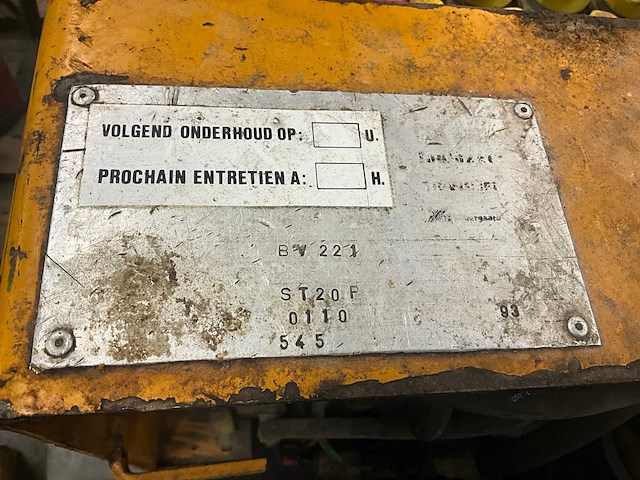 VOLGEND ONDERHOUD OP: U.
PROCHAIN ENTRETIEN A: H.
BV 221
ST20F
0110
93
545